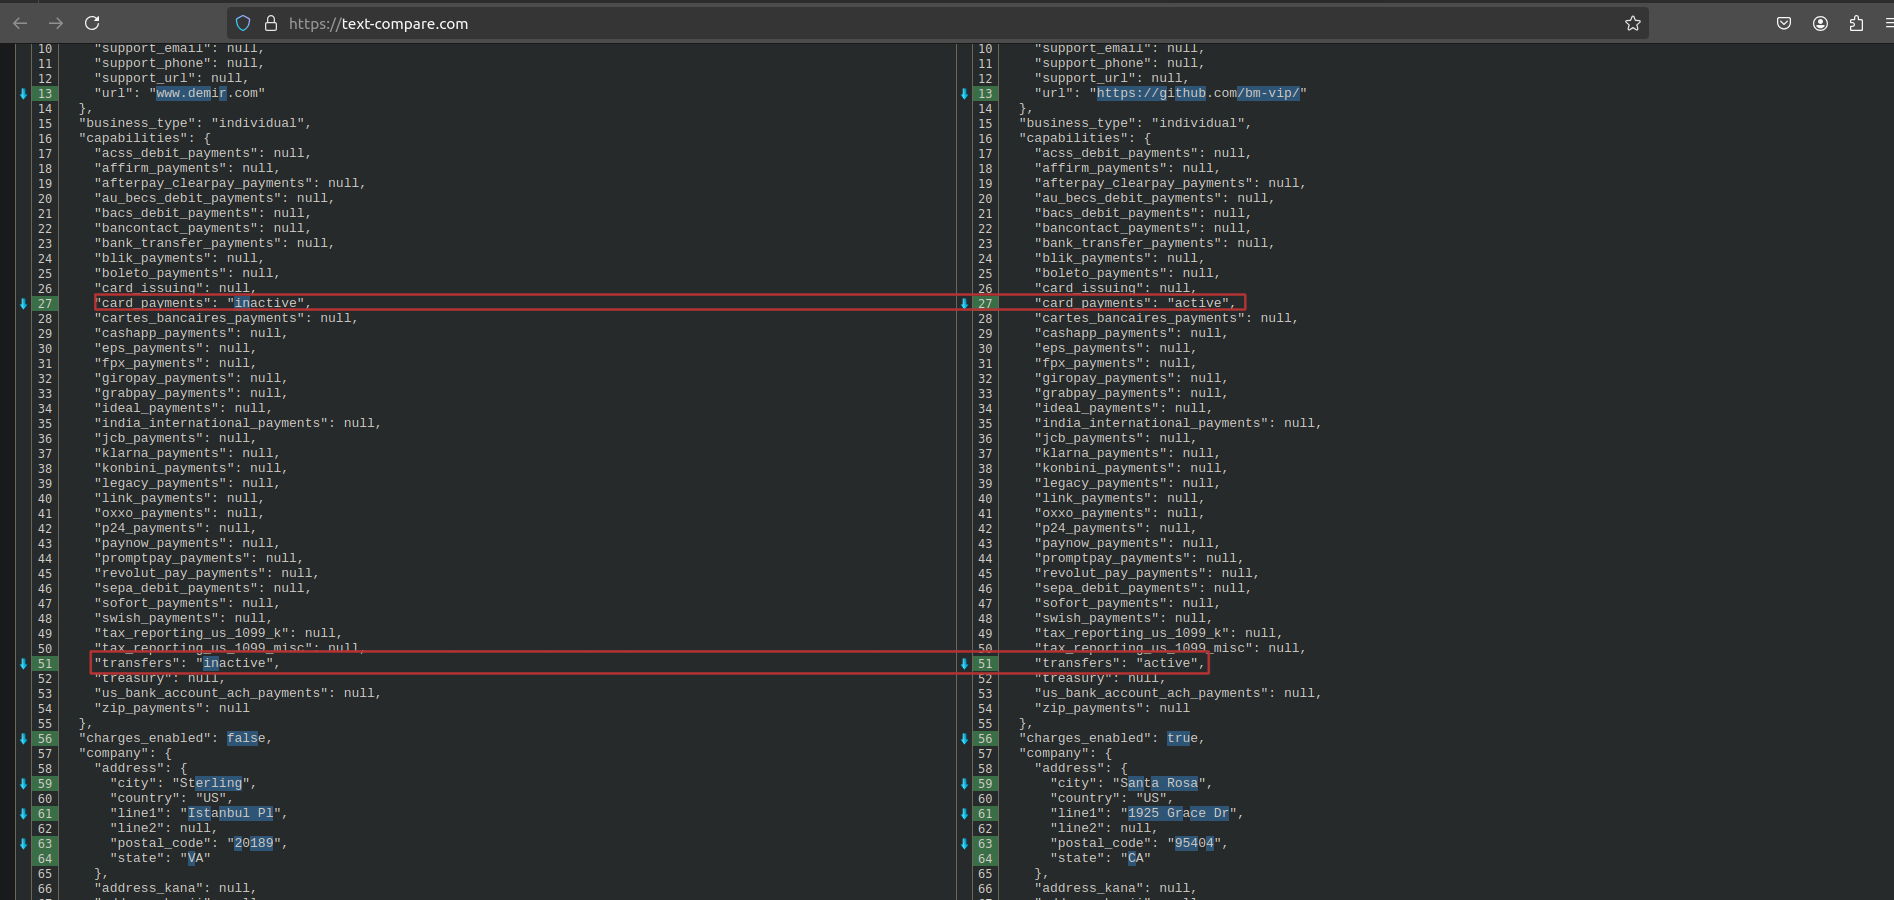 https://text-compare.com
10 "support_email": null,
11 "support_phone": null,
12 "support_url": null,
13 "url": "www.demir.com"
14 },
15 "business_type": "individual",
16 "capabilities": {
17 "acss_debit_payments": null,
18 "affirm_payments": null,
19 "afterpay_clearpay_payments": null,
20 "au_becs_debit_payments": null,
21 "bacs_debit_payments": null,
22 "bancontact_payments": null,
23 "bank_transfer_payments": null,
24 "blik_payments": null,
25 "boleto_payments": null,
26 "card_issuing": null,
27 "card_payments": "inactive",
28 "cartes_bancaires_payments": null,
29 "cashapp_payments": null,
30 "eps_payments": null,
31 "fpx_payments": null,
32 "giropay_payments": null,
33 "grabpay_payments": null,
34 "ideal_payments": null,
35 "india_international_payments": null,
36 "jcb_payments": null,
37 "klarna_payments": null,
38 "konbini_payments": null,
39 "legacy_payments": null,
40 "link_payments": null,
41 "oxxo_payments": null,
42 "p24_payments": null,
43 "paynow_payments": null,
44 "promptpay_payments": null,
45 "revolut_pay_payments": null,
46 "sepa_debit_payments": null,
47 "sofort_payments": null,
48 "swish_payments": null,
49 "tax_reporting_us_1099_k": null,
50 "tax_reporting_us_1099_misc": null,
51 "transfers": "inactive",
52 "treasury": null,
53 "us_bank_account_ach_payments": null,
54 "zip_payments": null
55 },
56 "charges_enabled": false,
57 "company": {
58 "address": {
59 "city": "Sterling",
60 "country": "US",
61 "line1": "Istanbul Pl",
62 "line2": null,
63 "postal_code": "20189",
64 "state": "VA"
65 },
66 "address_kana": null,
10 "support_email": null,
11 "support_phone": null,
12 "support_url": null,
13 "url": "https://github.com/bm-vip/"
14 },
15 "business_type": "individual",
16 "capabilities": {
17 "acss_debit_payments": null,
18 "affirm_payments": null,
19 "afterpay_clearpay_payments": null,
20 "au_becs_debit_payments": null,
21 "bacs_debit_payments": null,
22 "bancontact_payments": null,
23 "bank_transfer_payments": null,
24 "blik_payments": null,
25 "boleto_payments": null,
26 "card_issuing": null,
27 "card_payments": "active",
28 "cartes_bancaires_payments": null,
29 "cashapp_payments": null,
30 "eps_payments": null,
31 "fpx_payments": null,
32 "giropay_payments": null,
33 "grabpay_payments": null,
34 "ideal_payments": null,
35 "india_international_payments": null,
36 "jcb_payments": null,
37 "klarna_payments": null,
38 "konbini_payments": null,
39 "legacy_payments": null,
40 "link_payments": null,
41 "oxxo_payments": null,
42 "p24_payments": null,
43 "paynow_payments": null,
44 "promptpay_payments": null,
45 "revolut_pay_payments": null,
46 "sepa_debit_payments": null,
47 "sofort_payments": null,
48 "swish_payments": null,
49 "tax_reporting_us_1099_k": null,
50 "tax_reporting_us_1099_misc": null,
51 "transfers": "active",
52 "treasury": null,
53 "us_bank_account_ach_payments": null,
54 "zip_payments": null
55 },
56 "charges_enabled": true,
57 "company": {
58 "address": {
59 "city": "Santa Rosa",
60 "country": "US",
61 "line1": "1925 Grace Dr",
62 "line2": null,
63 "postal_code": "95404",
64 "state": "CA"
65 },
66 "address_kana": null,